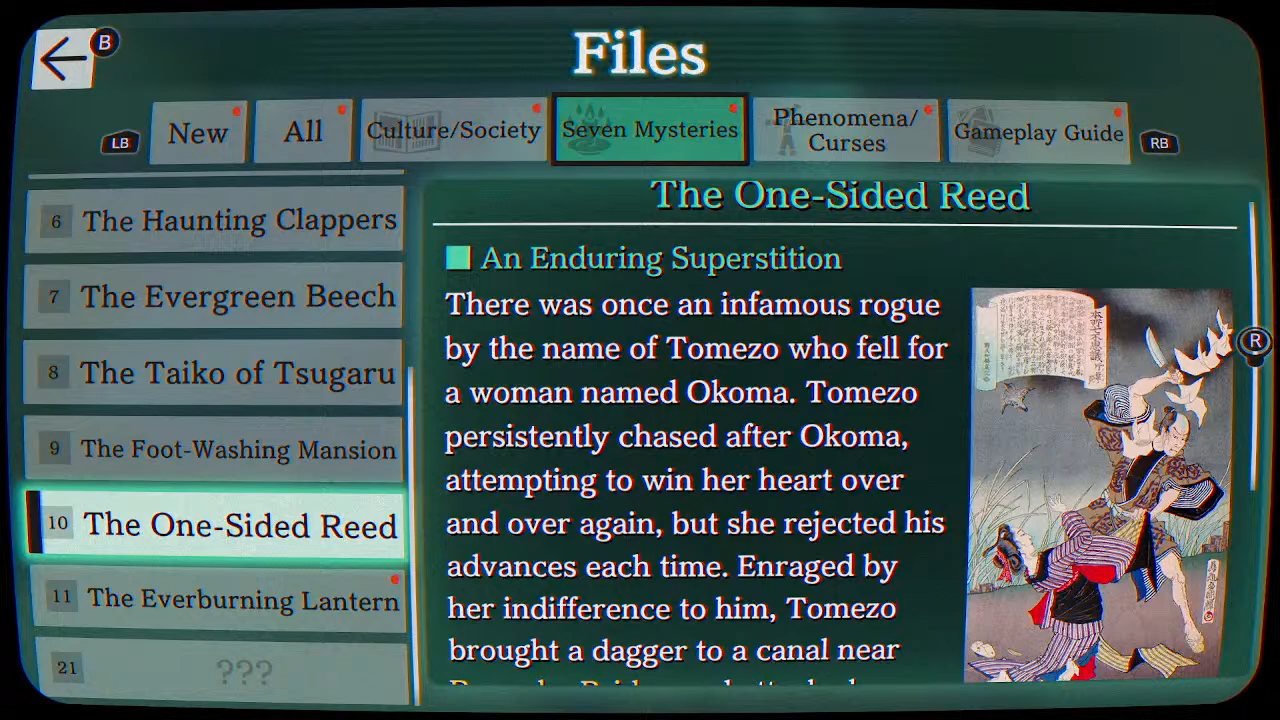 B
Files
LB
New
All
Culture/Society
Seven Mysteries
Phenomena/
Curses
Gameplay Guide
RB
6 The Haunting Clappers
7 The Evergreen Beech
8 The Taiko of Tsugaru
9 The Foot-Washing Mansion
10 The One-Sided Reed
11 The Everburning Lantern
21 ???
The One-Sided Reed
An Enduring Superstition
There was once an infamous rogue
by the name of Tomezo who fell for
a woman named Okoma. Tomezo
persistently chased after Okoma,
attempting to win her heart over
and over again, but she rejected his
advances each time. Enraged by
her indifference to him, Tomezo
brought a dagger to a canal near
R